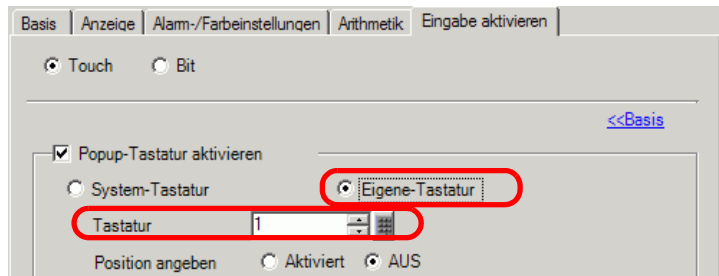 Basis Anzeige Alarm-/Farbeinstellungen Arithmetik Eingabe aktivieren
Touch Bit
<<Basis
Popup-Tastatur aktivieren
System-Tastatur Eigene-Tastatur
Tastatur 1
Position angeben Aktiviert AUS